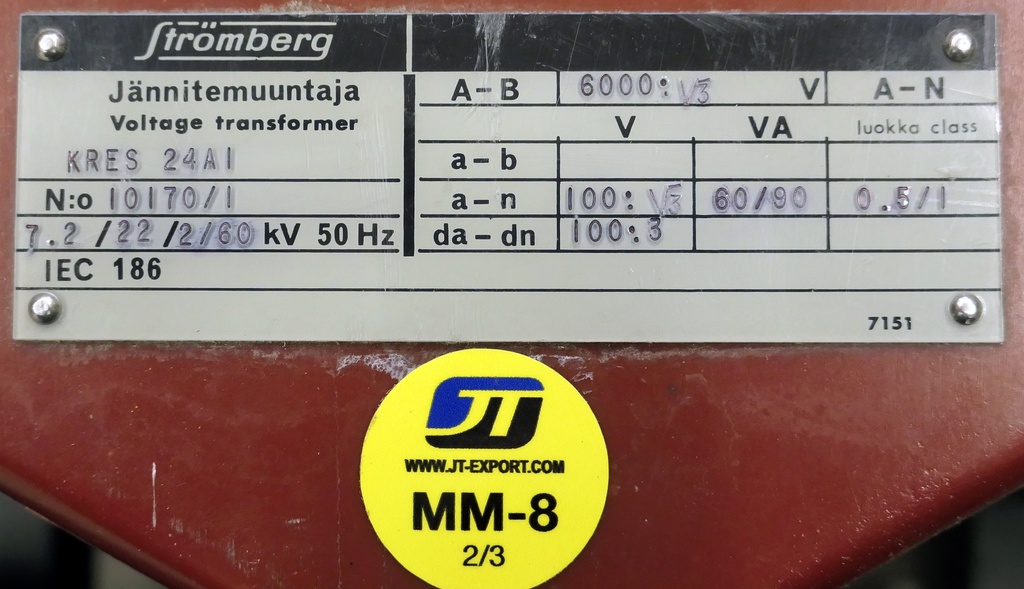 Strömberg
Jännitemuuntaja
Voltage transformer
KRES 24A1
N:o 10170/1
7.2 /22 /2/60 kV 50 Hz
IEC 186
A–B 6000:√3 V A–N
V VA luokka class
a–b
a–n 100:√3 60/90 0.5/1
da–dn 100:3
7151
JT
WWW.JT-EXPORT.COM
MM-8
2/3